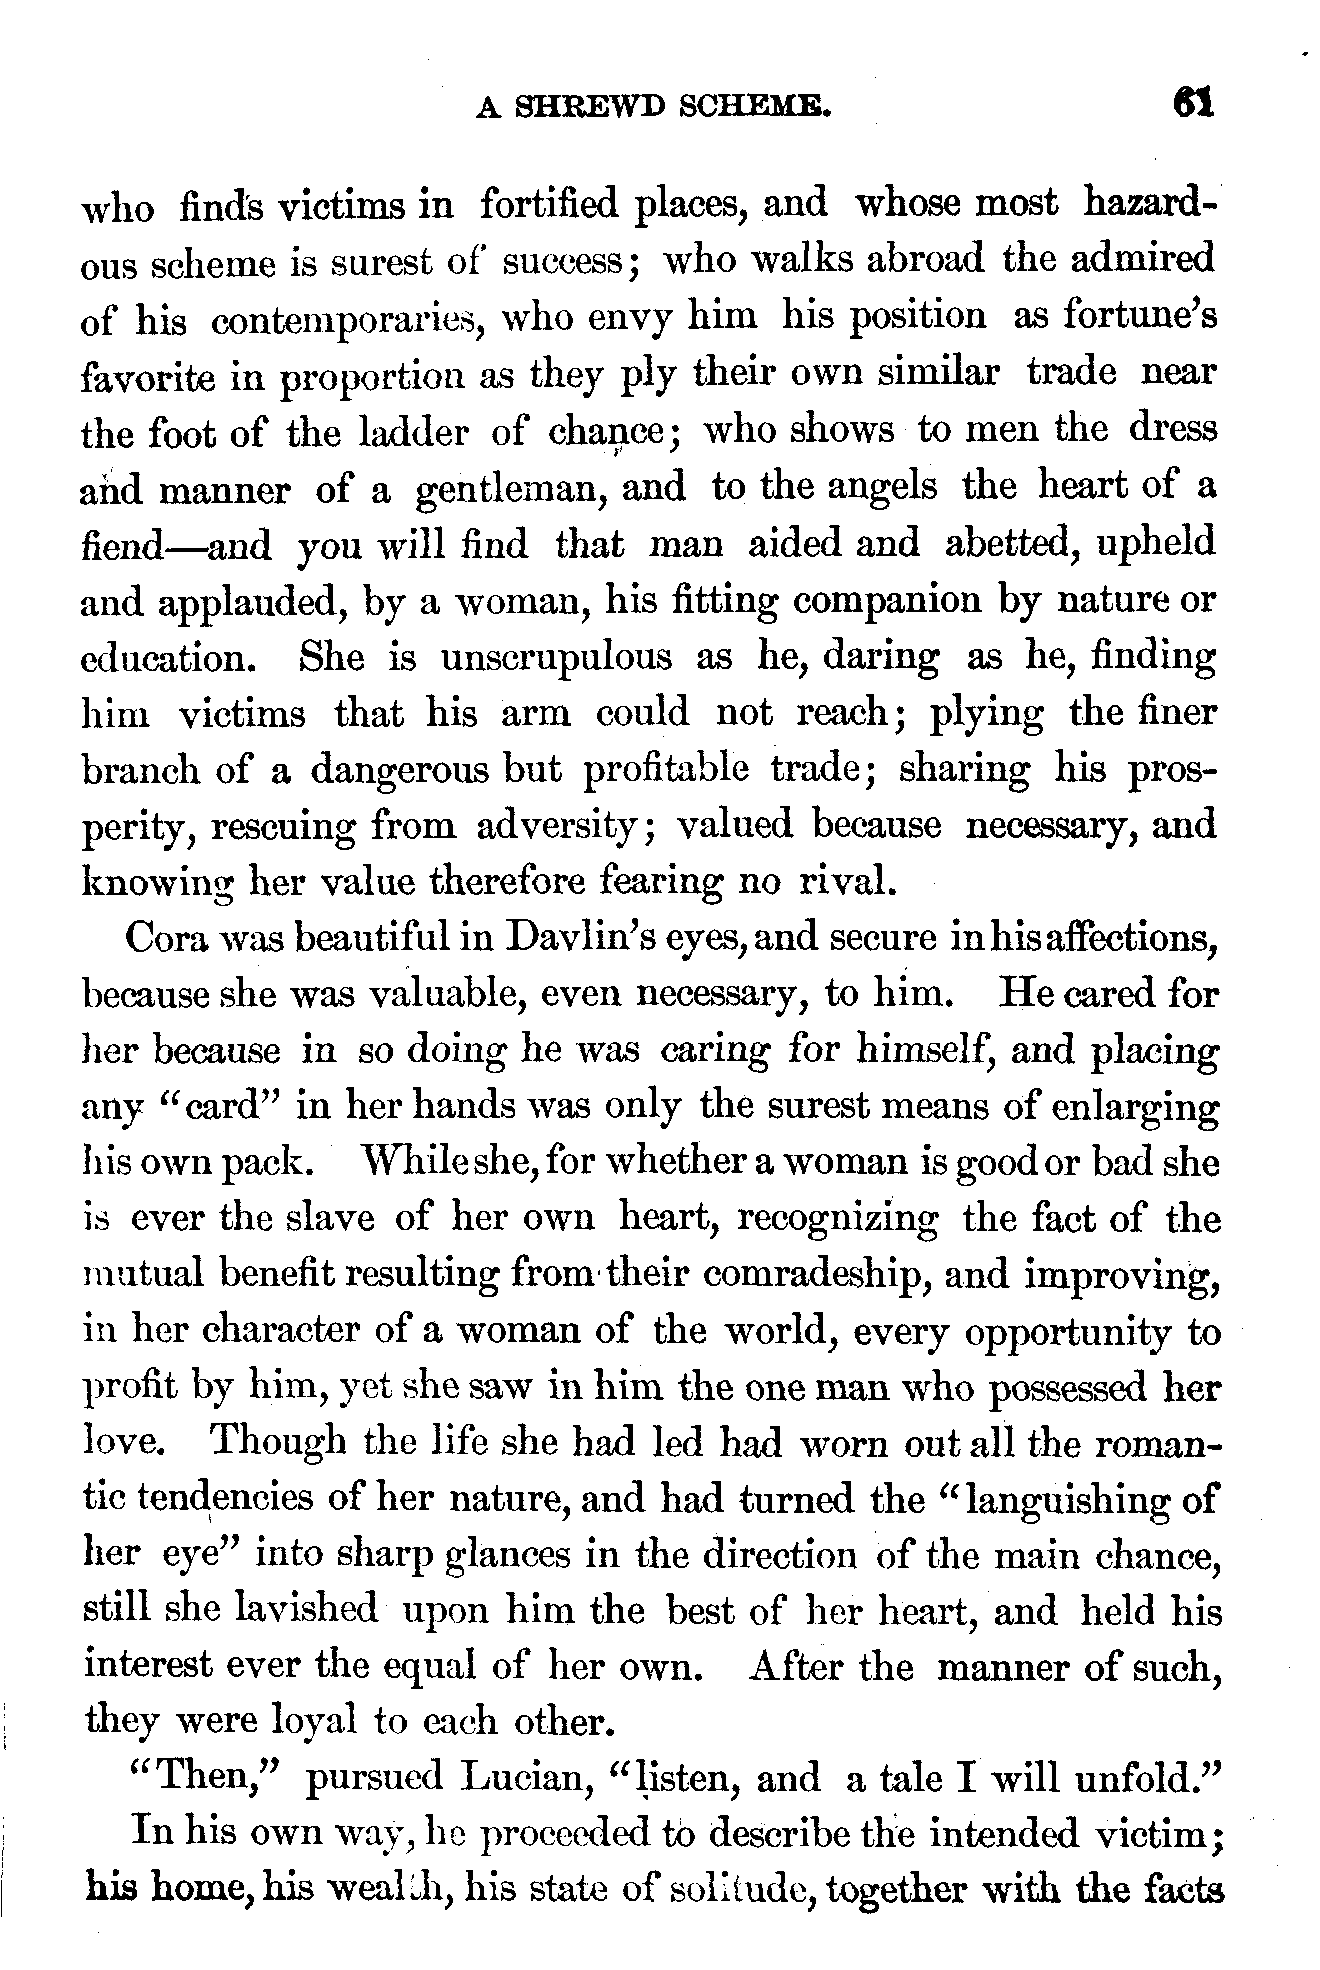 A SHREWD SCHEME. 61
who finds victims in fortified places, and whose most hazard-
ous scheme is surest of success; who walks abroad the admired
of his contemporaries, who envy him his position as fortune's
favorite in proportion as they ply their own similar trade near
the foot of the ladder of chance; who shows to men the dress
and manner of a gentleman, and to the angels the heart of a
fiend—and you will find that man aided and abetted, upheld
and applauded, by a woman, his fitting companion by nature or
education. She is unscrupulous as he, daring as he, finding
him victims that his arm could not reach; plying the finer
branch of a dangerous but profitable trade; sharing his pros-
perity, rescuing from adversity; valued because necessary, and
knowing her value therefore fearing no rival.
Cora was beautiful in Davlin's eyes, and secure in his affections,
because she was valuable, even necessary, to him. He cared for
her because in so doing he was caring for himself, and placing
any "card" in her hands was only the surest means of enlarging
his own pack. While she, for whether a woman is good or bad she
is ever the slave of her own heart, recognizing the fact of the
mutual benefit resulting from their comradeship, and improving,
in her character of a woman of the world, every opportunity to
profit by him, yet she saw in him the one man who possessed her
love. Though the life she had led had worn out all the roman-
tic tendencies of her nature, and had turned the "languishing of
her eye" into sharp glances in the direction of the main chance,
still she lavished upon him the best of her heart, and held his
interest ever the equal of her own. After the manner of such,
they were loyal to each other.
"Then," pursued Lucian, "listen, and a tale I will unfold."
In his own way, he proceeded to describe the intended victim;
his home, his wealth, his state of solitude, together with the facts